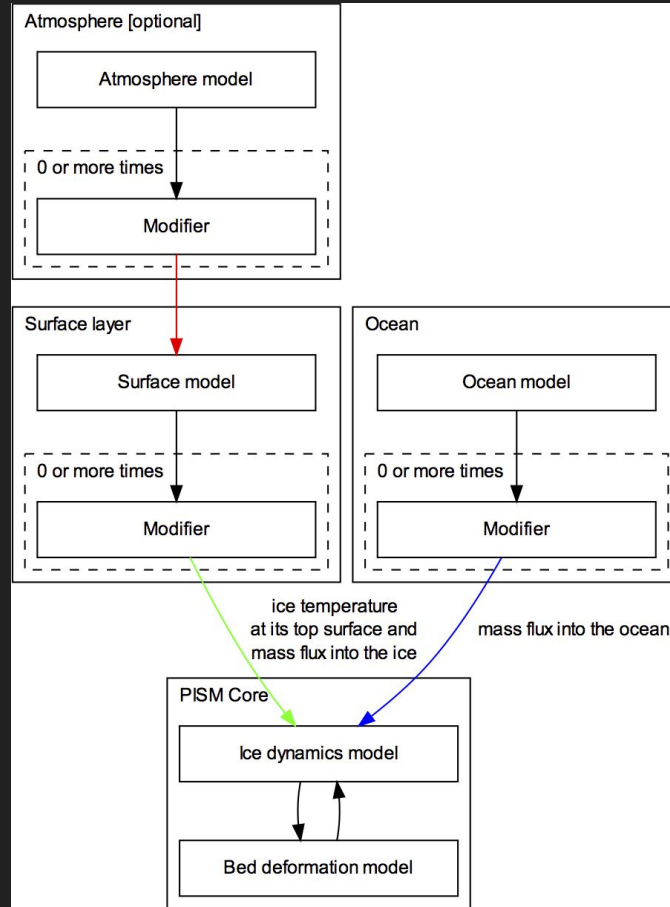 Atmosphere [optional]
Atmosphere model
0 or more times
Modifier
Surface layer
Surface model
0 or more times
Modifier
Ocean
Ocean model
0 or more times
Modifier
ice temperature
at its top surface and
mass flux into the ice
mass flux into the ocean
PISM Core
Ice dynamics model
Bed deformation model